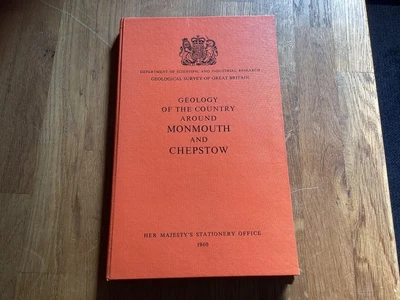 DEPARTMENT OF SCIENTIFIC AND INDUSTRIAL RESEARCH
GEOLOGICAL SURVEY OF GREAT BRITAIN
GEOLOGY
OF THE COUNTRY
AROUND
MONMOUTH
AND
CHEPSTOW
HER MAJESTY'S STATIONERY OFFICE